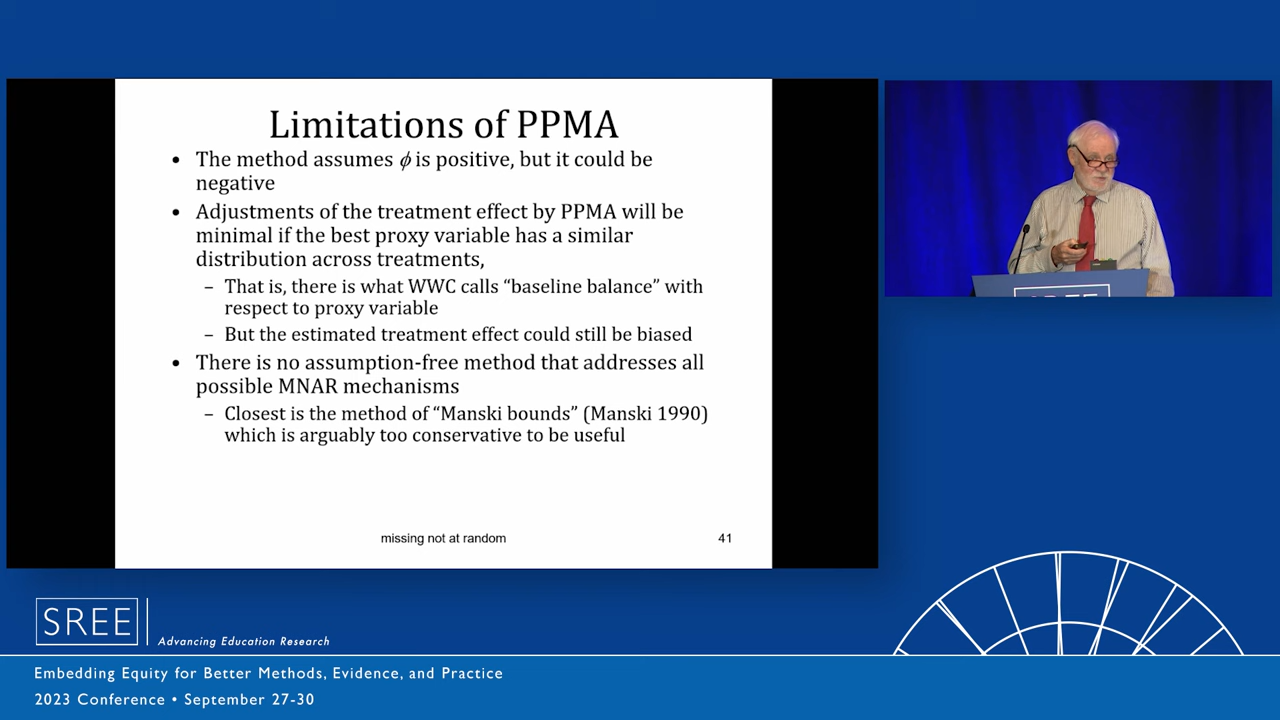 Limitations of PPMA
• The method assumes ϕ is positive, but it could be
negative
• Adjustments of the treatment effect by PPMA will be
minimal if the best proxy variable has a similar
distribution across treatments,
– That is, there is what WWC calls “baseline balance” with
respect to proxy variable
– But the estimated treatment effect could still be biased
• There is no assumption-free method that addresses all
possible MNAR mechanisms
– Closest is the method of “Manski bounds” (Manski 1990)
which is arguably too conservative to be useful
missing not at random
41
SREE
SREE
Advancing Education Research
Embedding Equity for Better Methods, Evidence, and Practice
2023 Conference • September 27-30